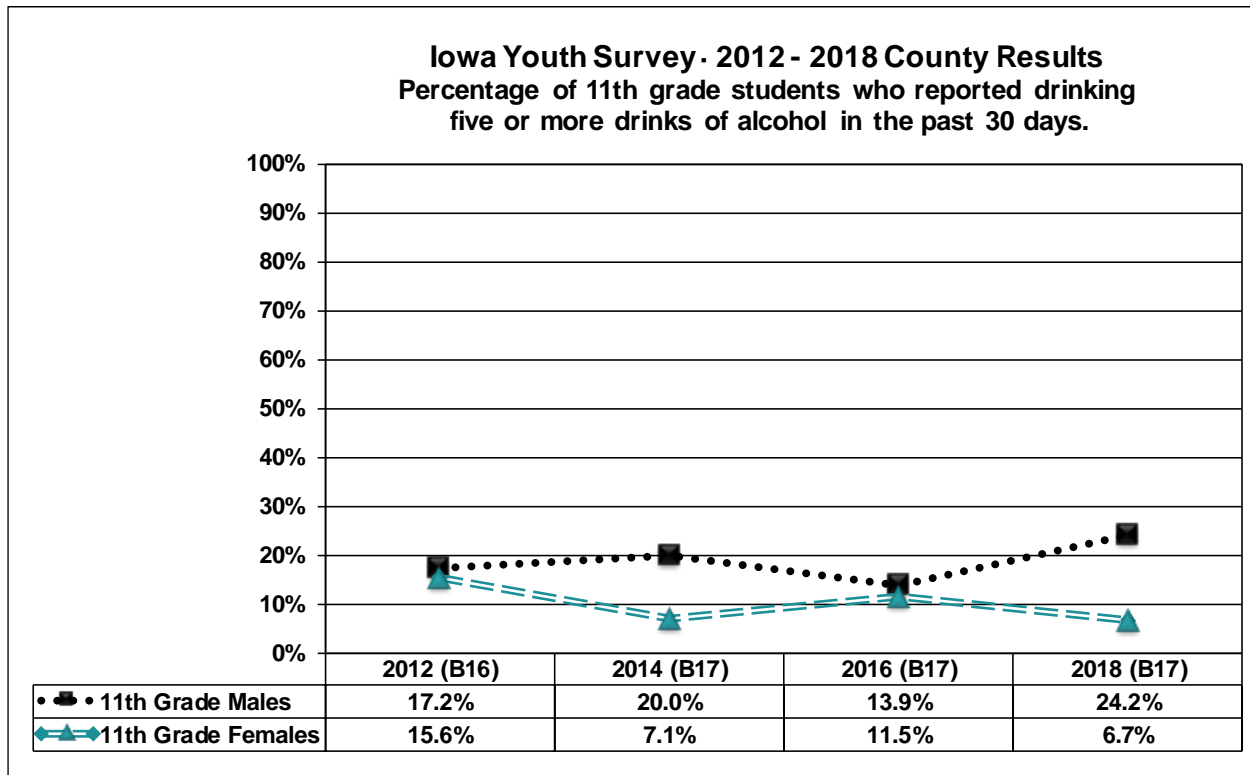 Iowa Youth Survey · 2012 - 2018 County Results
Percentage of 11th grade students who reported drinking
five or more drinks of alcohol in the past 30 days.
100%
90%
80%
70%
60%
50%
40%
30%
20%
10%
0%
2012 (B16) 2014 (B17) 2016 (B17) 2018 (B17)
11th Grade Males 17.2% 20.0% 13.9% 24.2%
11th Grade Females 15.6% 7.1% 11.5% 6.7%